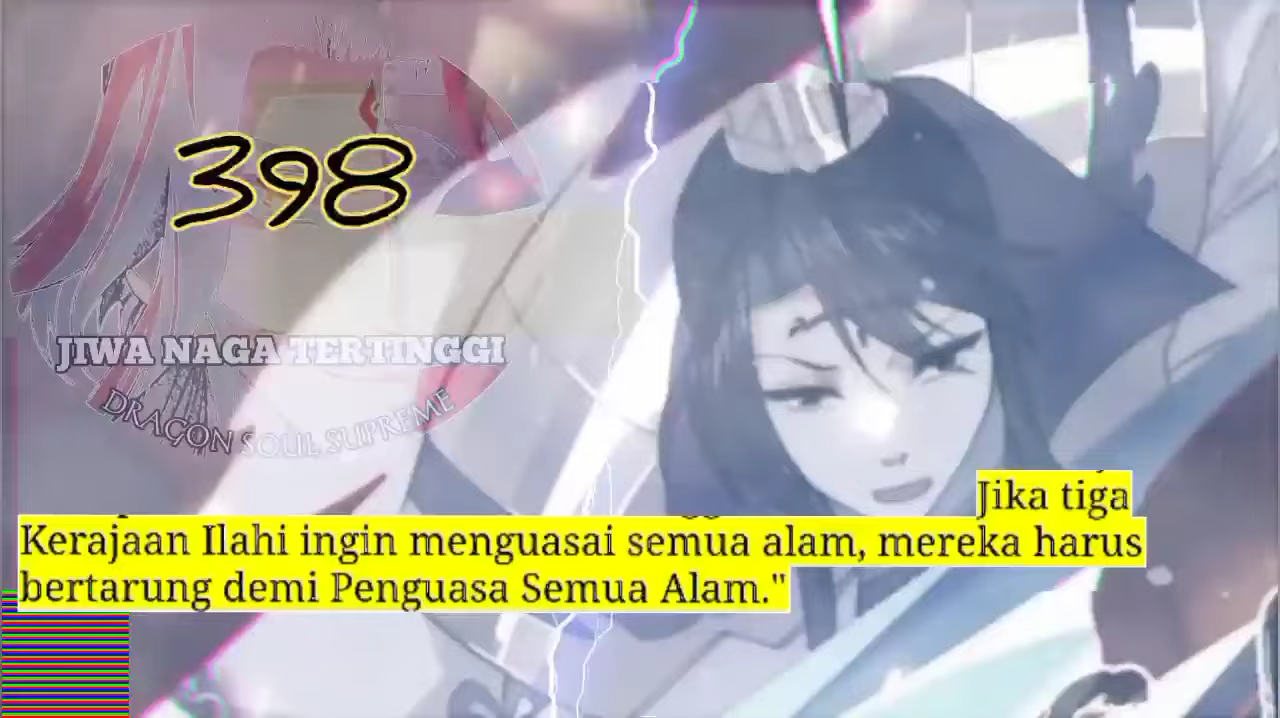 398
JIWA NAGA TERTINGGI
DRAGON SOUL SUPREME
Jika tiga
Kerajaan Ilahi ingin menguasai semua alam, mereka harus
bertarung demi Penguasa Semua Alam."